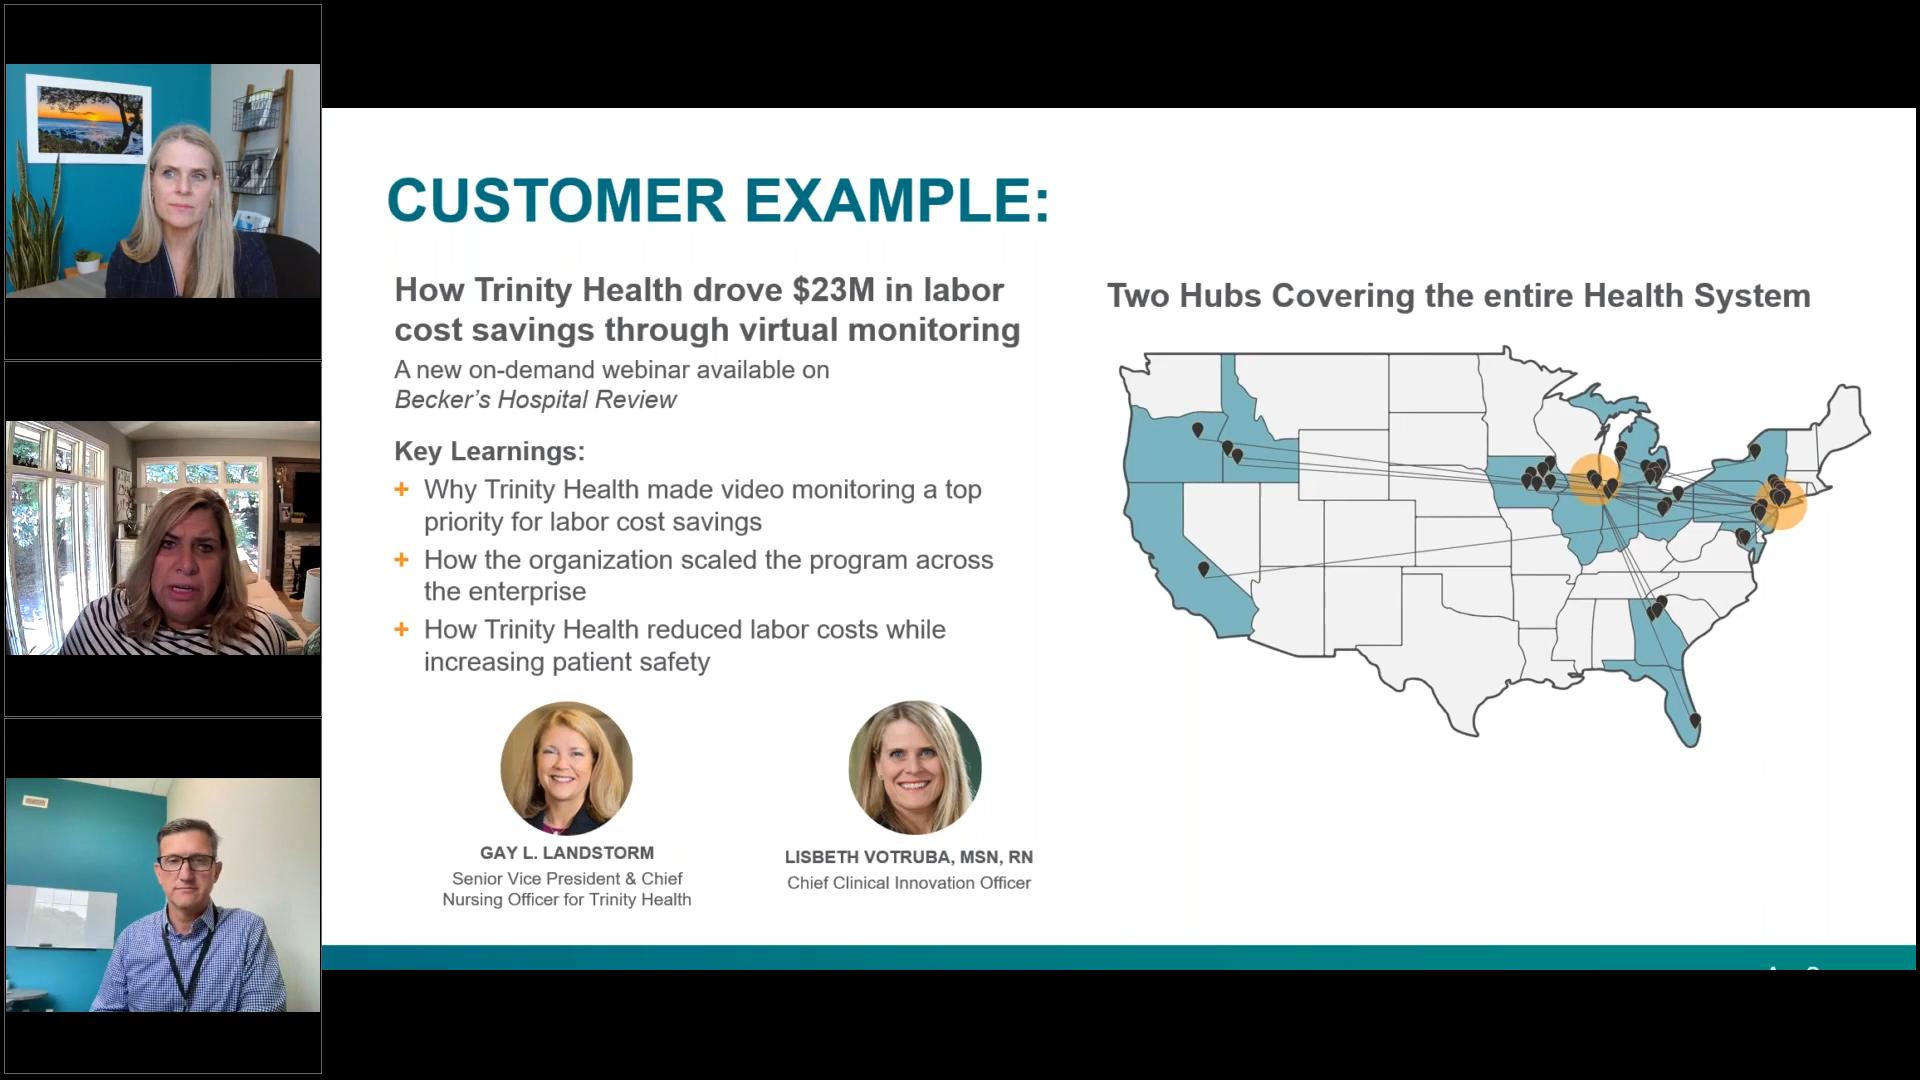 CUSTOMER EXAMPLE:
How Trinity Health drove $23M in labor
cost savings through virtual monitoring
A new on-demand webinar available on
Becker's Hospital Review
Key Learnings:
+ Why Trinity Health made video monitoring a top
priority for labor cost savings
+ How the organization scaled the program across
the enterprise
+ How Trinity Health reduced labor costs while
increasing patient safety
GAY L. LANDSTORM
Senior Vice President & Chief
Nursing Officer for Trinity Health
LISBETH VOTRUBA, MSN, RN
Chief Clinical Innovation Officer
Two Hubs Covering the entire Health System